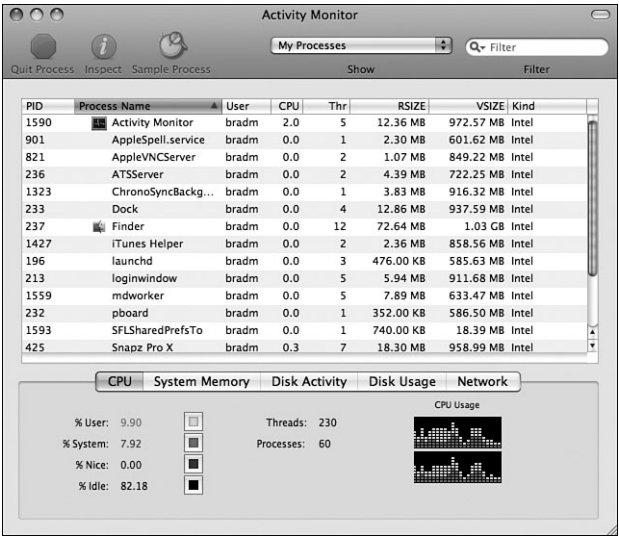 Activity Monitor
Quit Process Inspect Sample Process My Processes Show Q Filter Filter
PID Process Name User CPU Thr RSIZE VSIZE Kind
1590 Activity Monitor bradm 2.0 5 12.36 MB 972.57 MB Intel
901 AppleSpell.service bradm 0.0 1 2.30 MB 601.62 MB Intel
821 AppleVNCServer bradm 0.0 2 1.07 MB 849.22 MB Intel
236 ATSServer bradm 0.0 2 4.39 MB 722.25 MB Intel
1323 ChronoSyncBackg... bradm 0.0 1 3.83 MB 916.32 MB Intel
233 Dock bradm 0.0 4 12.86 MB 937.59 MB Intel
237 Finder bradm 0.0 12 72.64 MB 1.03 GB Intel
1427 iTunes Helper bradm 0.0 2 2.36 MB 858.56 MB Intel
196 launchd bradm 0.0 3 476.00 KB 585.63 MB Intel
213 loginwindow bradm 0.0 5 5.94 MB 911.68 MB Intel
1559 mdworker bradm 0.0 5 7.89 MB 633.47 MB Intel
232 pboard bradm 0.0 1 352.00 KB 586.50 MB Intel
1593 SFLSharedPrefsTo bradm 0.0 1 740.00 KB 18.39 MB Intel
425 Snapz Pro X bradm 0.3 7 18.30 MB 958.99 MB Intel
CPU System Memory Disk Activity Disk Usage Network
CPU Usage
% User: 9.90 Threads: 230
% System: 7.92 Processes: 60
% Nice: 0.00
% Idle: 82.18